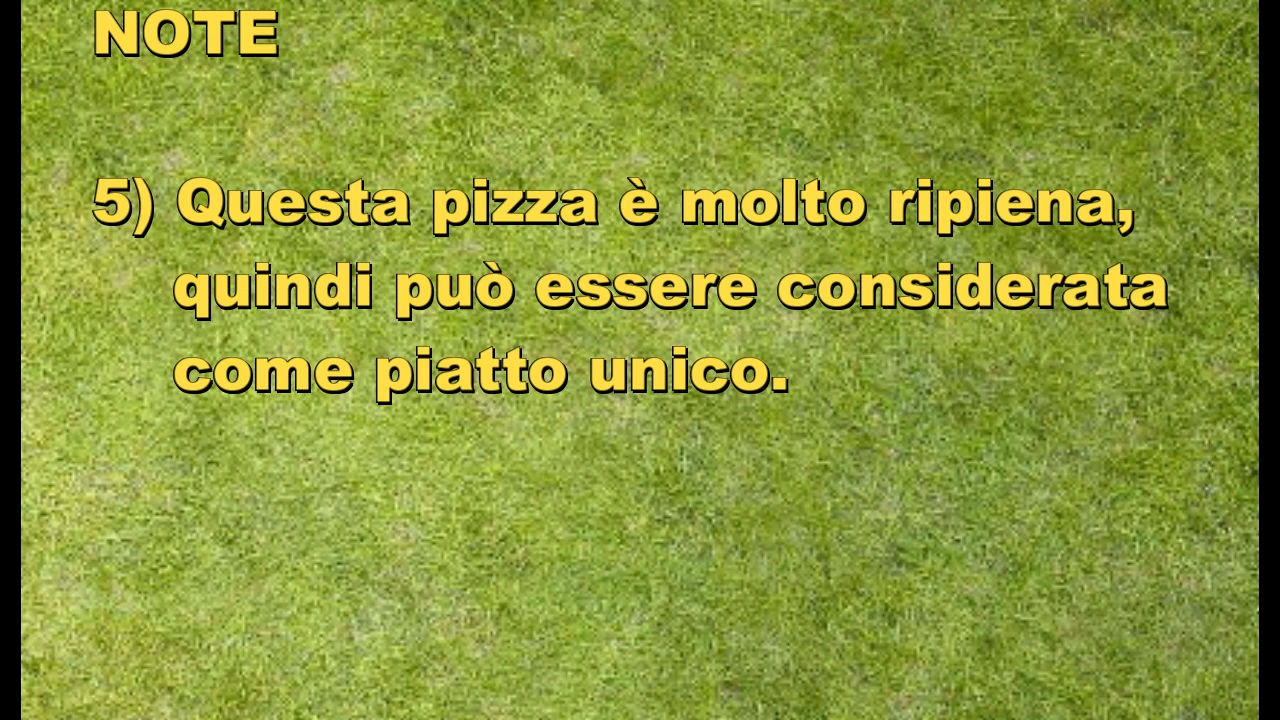 NOTE
5) Questa pizza è molto ripiena,
quindi può essere considerata
come piatto unico.